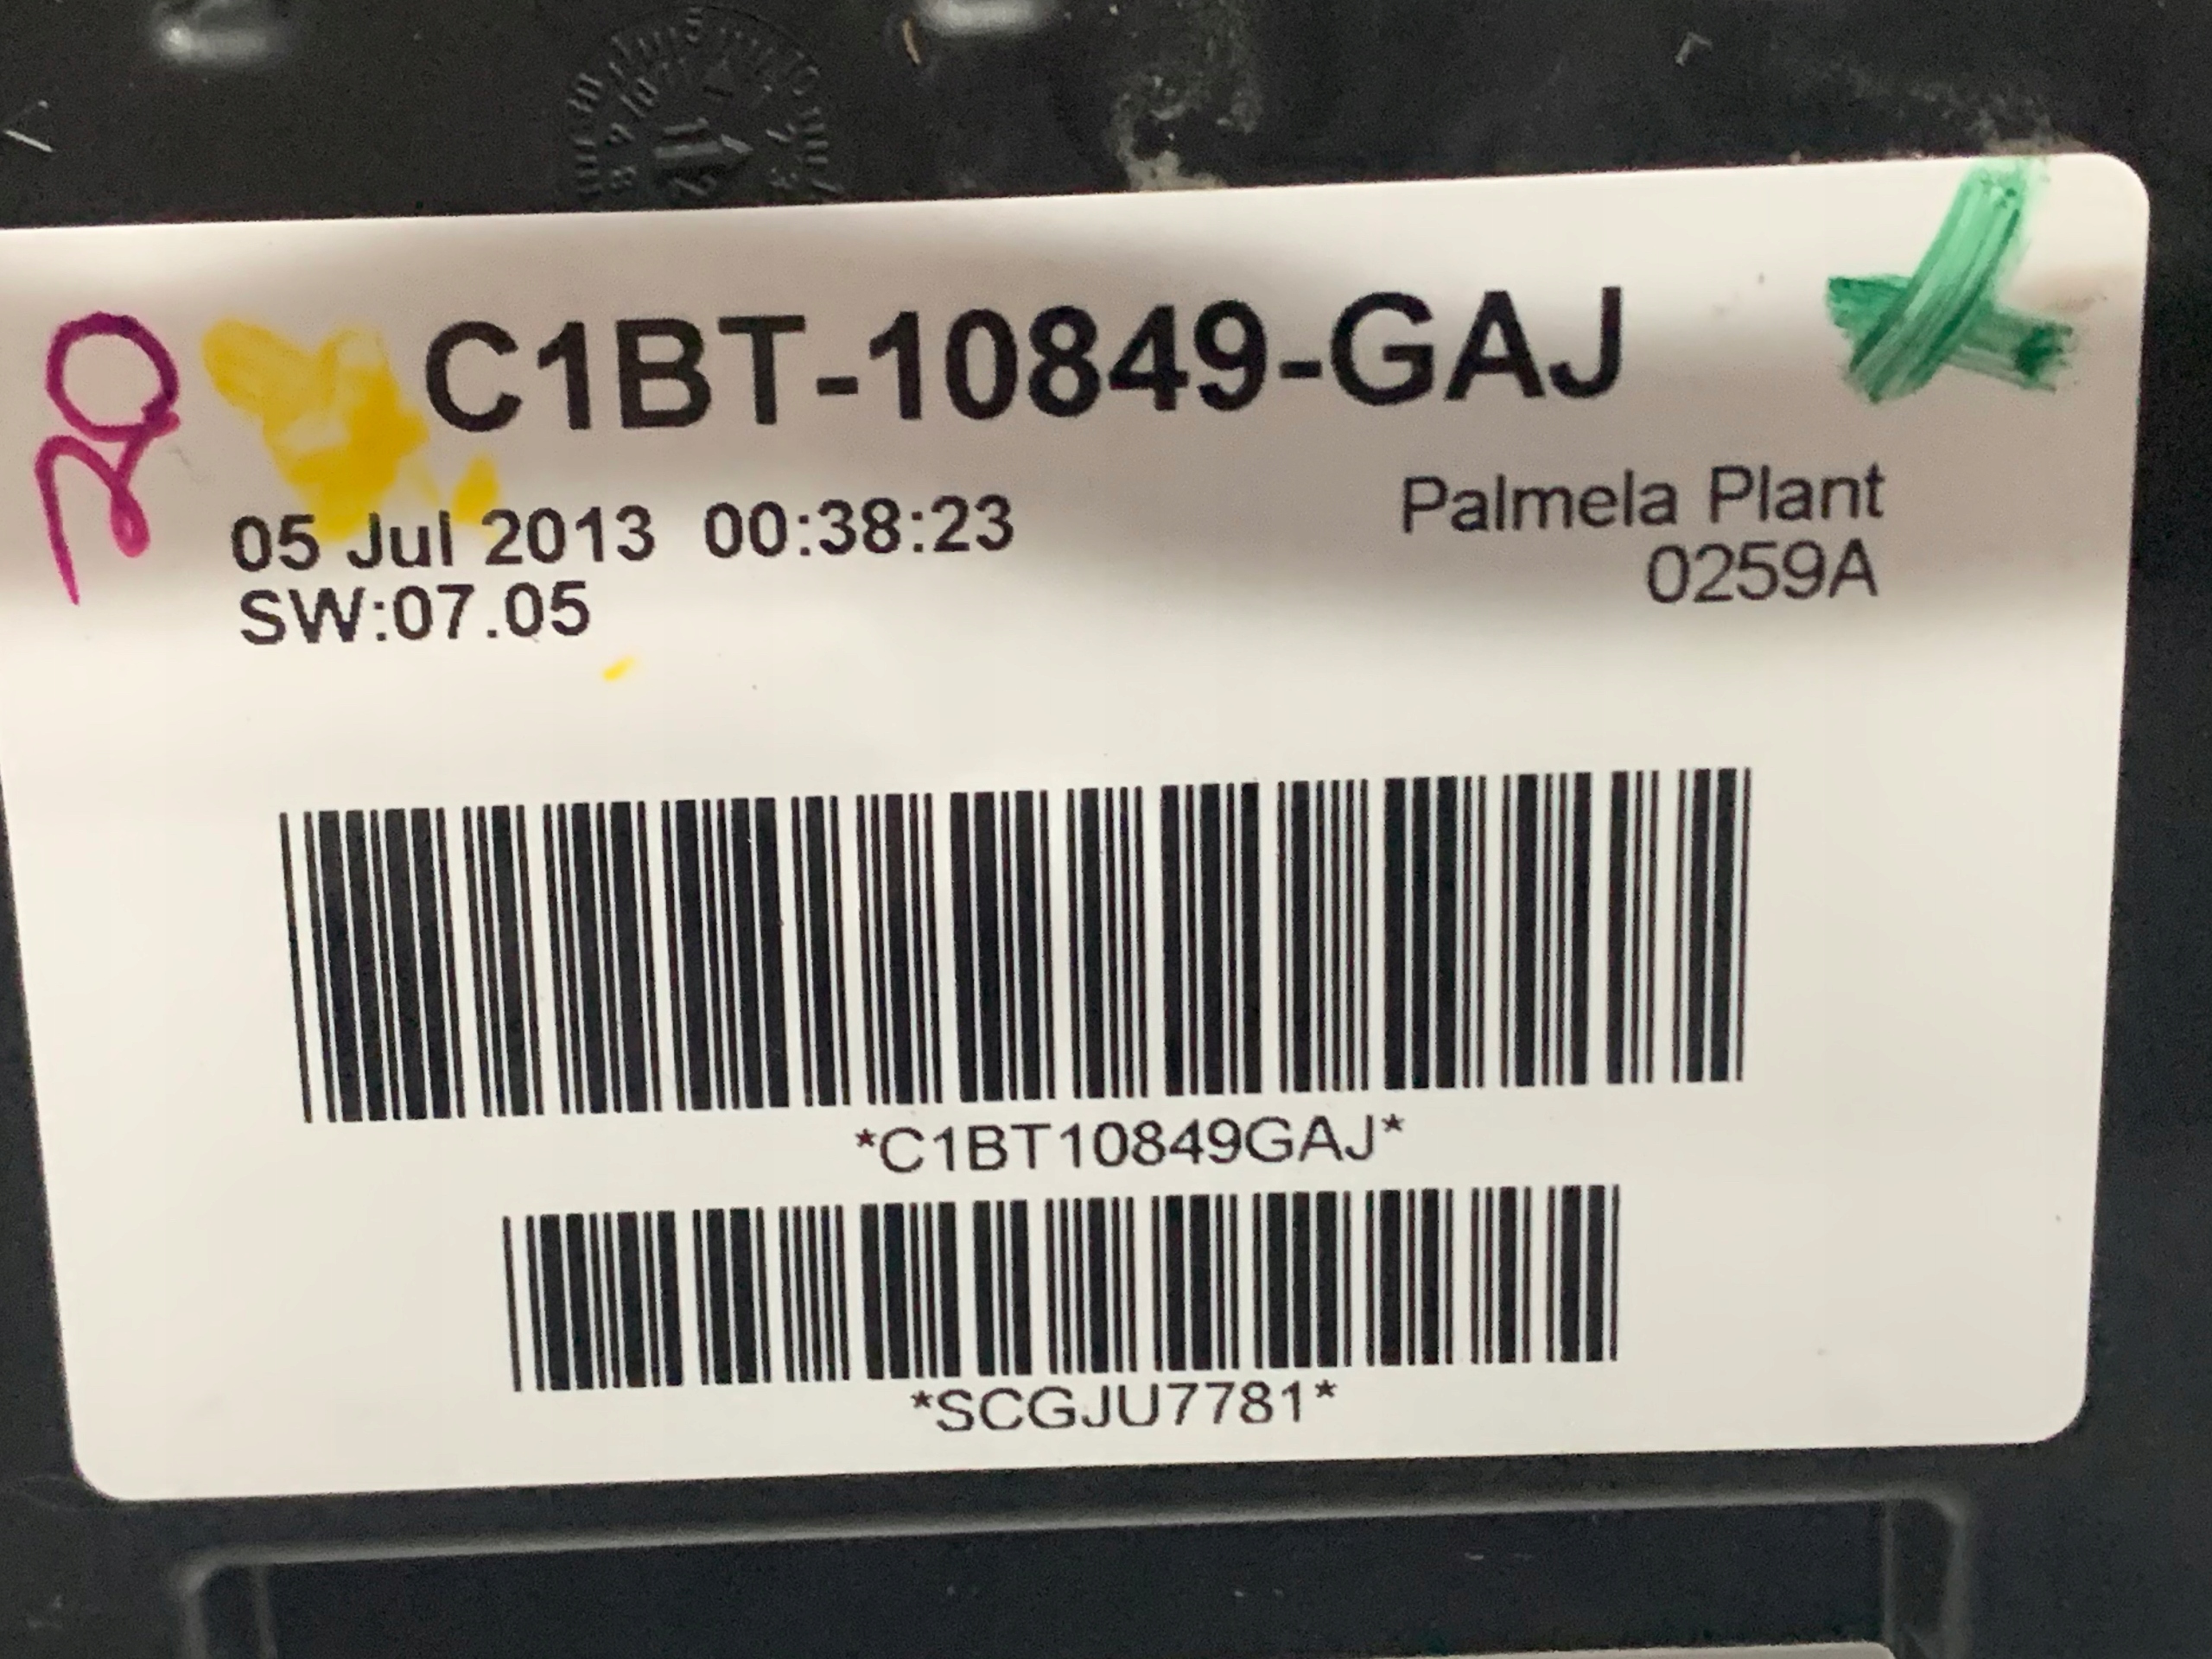 C1BT-10849-GAJ
05 Jul 2013 00:38:23
Palmela Plant
SW:07.05
0259A
*C1BT10849GAJ*
*SCGJU7781*